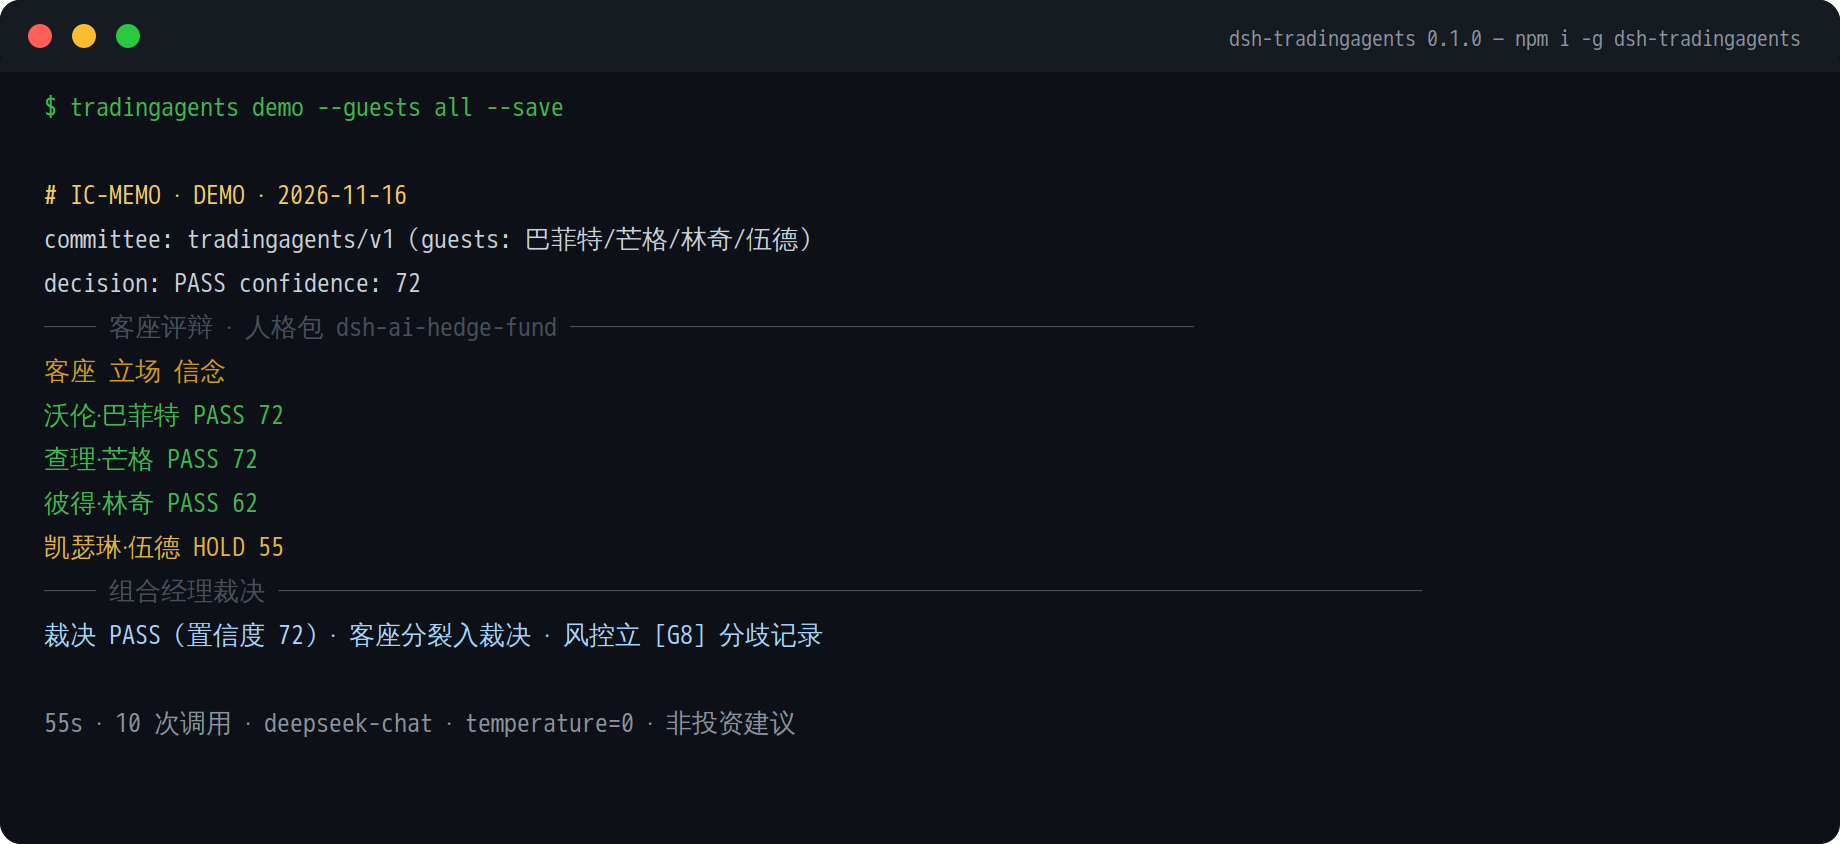 dsh-tradingagents 0.1.0 — npm i -g dsh-tradingagents
$ tradingagents demo --guests all --save
# IC-MEMO · DEMO · 2026-11-16
committee: tradingagents/v1（guests: 巴菲特/芒格/林奇/伍德）
decision: PASS confidence: 72
—— 客座评辩 · 人格包 dsh-ai-hedge-fund ————————————————
客座 立场 信念
沃伦·巴菲特 PASS 72
查理·芒格 PASS 72
彼得·林奇 PASS 62
凯瑟琳·伍德 HOLD 55
—— 组合经理裁决 ————————————————
裁决 PASS（置信度 72）· 客座分裂入裁决 · 风控立 [G8] 分歧记录
55s · 10 次调用 · deepseek-chat · temperature=0 · 非投资建议